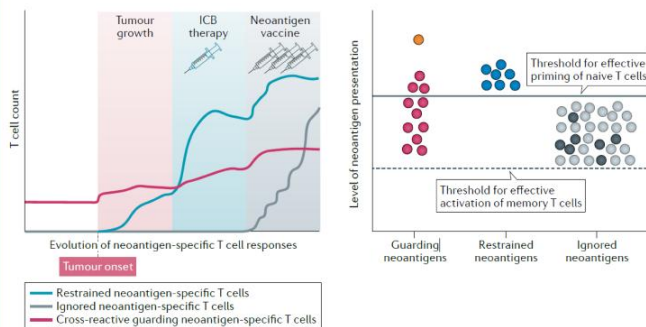 Tumour
growth
ICB
therapy
Neoantigen
vaccine
T cell count
Evolution of neoantigen-specific T cell responses
Tumour onset
Restrained neoantigen-specific T cells
Ignored neoantigen-specific T cells
Cross-reactive guarding neoantigen-specific T cells
Level of neoantigen presentation
Threshold for effective
priming of naive T cells
Threshold for effective
activation of memory T cells
Guarding
neoantigens
Restrained
neoantigens
Ignored
neoantigens